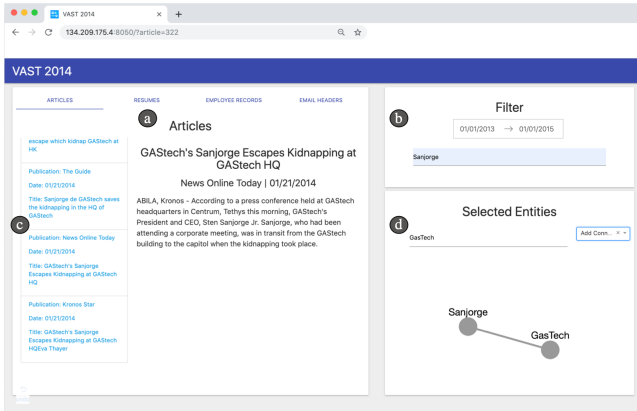 VAST 2014
134.209.175.4:8050/?article=322
VAST 2014
ARTICLES RESUMES EMPLOYEE RECORDS EMAIL HEADERS
a
Articles
escape which kidnap GAStech at
HK
Publication: The Guide
Date: 01/21/2014
Title: Sanjorge de GAStech saves
the kidnapping in the HQ of
GAStech
c
Publication: News Online Today
Date: 01/21/2014
Title: GAStech's Sanjorge
Escapes Kidnapping at GAStech
HQ
Publication: Kronos Star
Date: 01/21/2014
Title: GAStech's Sanjorge
Escapes Kidnapping at GAStech
HQEva Thayer
GAStech's Sanjorge Escapes Kidnapping at
GAStech HQ
News Online Today | 01/21/2014
ABILA, Kronos - According to a press conference held at GAStech
headquarters in Centrum, Tethys this morning, GAStech's
President and CEO, Sten Sanjorge Jr. Sanjorge, who had been
attending a corporate meeting, was in transit from the GAStech
building to the capitol when the kidnapping took place.
b
Filter
01/01/2013 → 01/01/2015
Sanjorge
d
Selected Entities
GasTech
Add Conn...
Sanjorge
GasTech